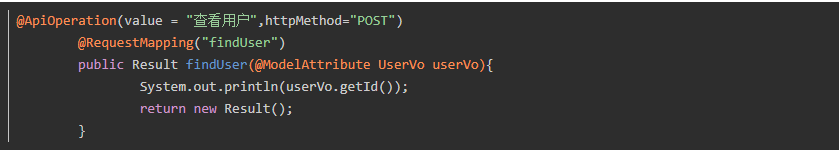 @ApiOperation(value = "查看用户",httpMethod="POST")
@RequestMapping("findUser")
public Result findUser(@ModelAttribute UserVo userVo){
System.out.println(userVo.getId());
return new Result();
}